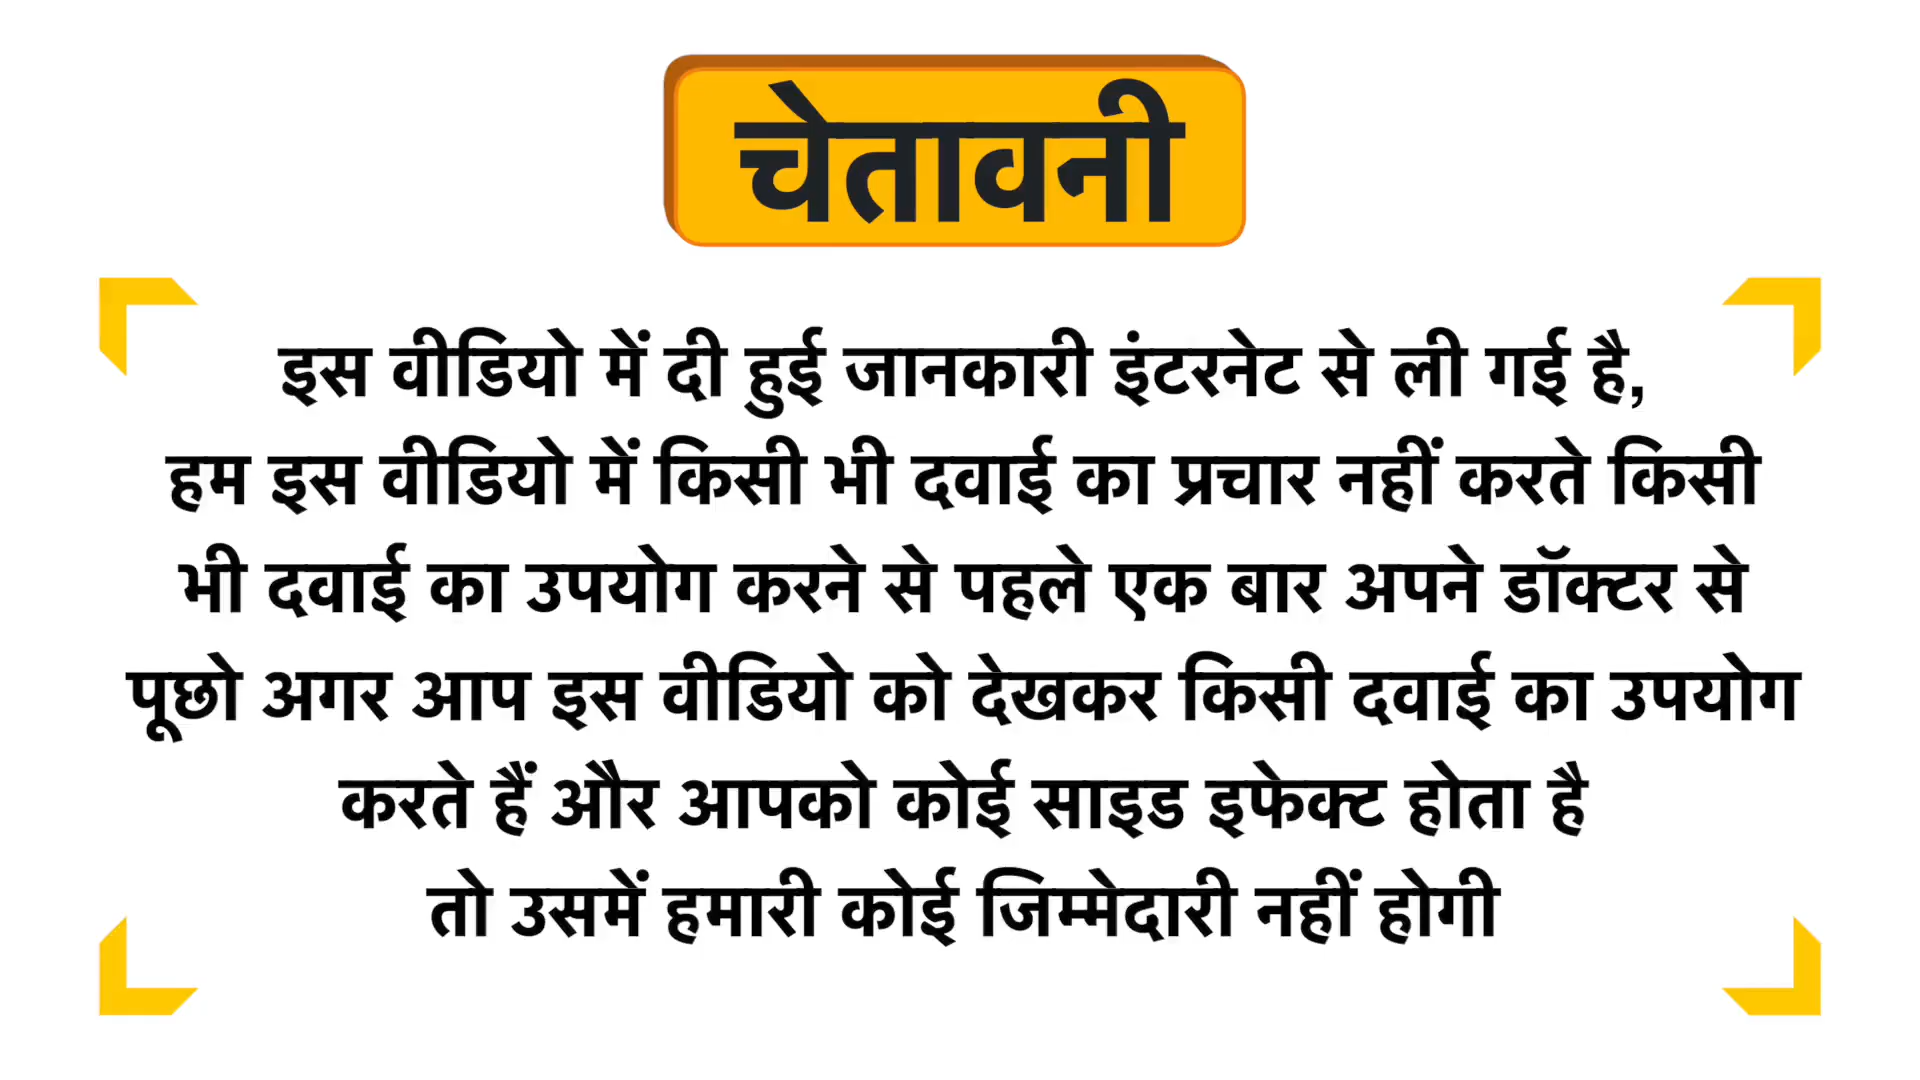 चेतावनी
इस वीडियो में दी हुई जानकारी इंटरनेट से ली गई है,
हम इस वीडियो में किसी भी दवाई का प्रचार नहीं करते किसी
भी दवाई का उपयोग करने से पहले एक बार अपने डॉक्टर से
पूछो अगर आप इस वीडियो को देखकर किसी दवाई का उपयोग
करते हैं और आपको कोई साइड इफेक्ट होता है
तो उसमें हमारी कोई जिम्मेदारी नहीं होगी